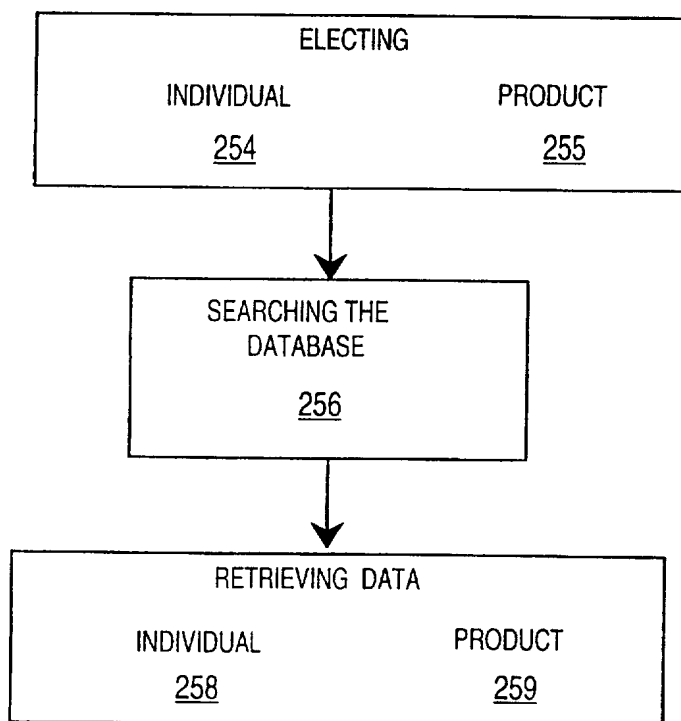 ELECTING
INDIVIDUAL PRODUCT
254 255
SEARCHING THE
DATABASE
256
RETRIEVING DATA
INDIVIDUAL PRODUCT
258 259